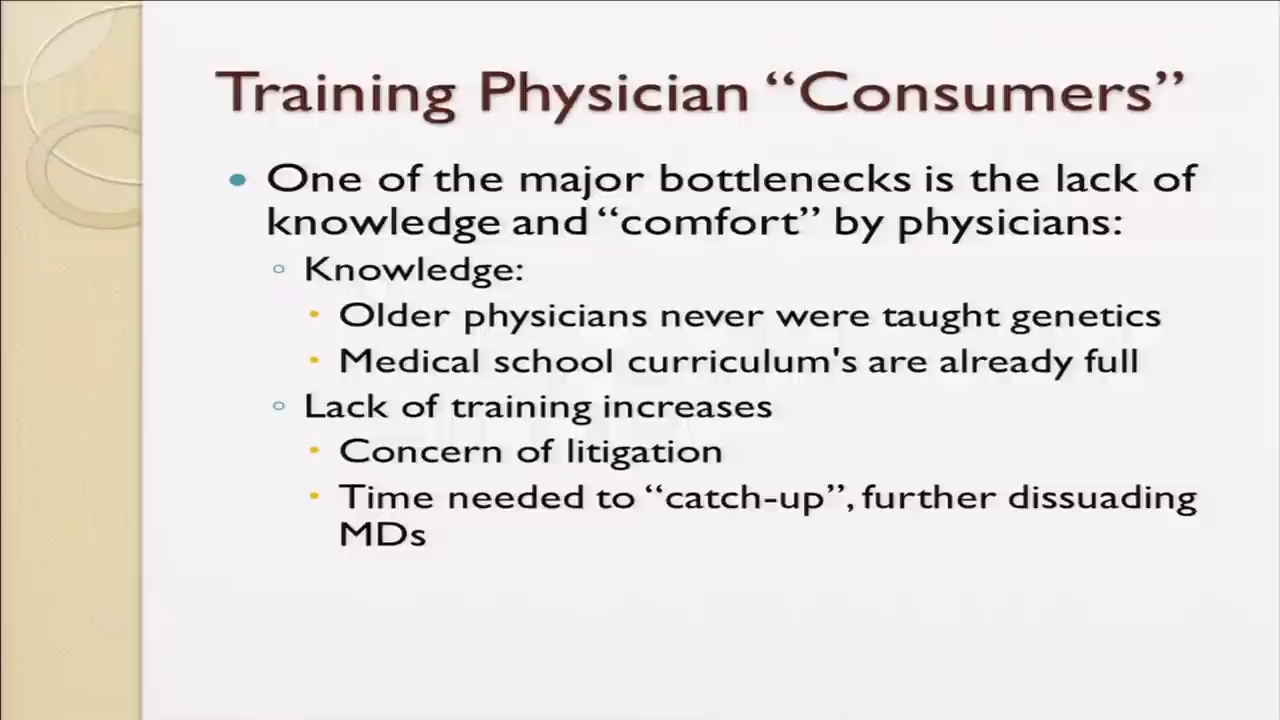 Training Physician “Consumers”
• One of the major bottlenecks is the lack of
knowledge and “comfort” by physicians:
◦ Knowledge:
• Older physicians never were taught genetics
• Medical school curriculum's are already full
◦ Lack of training increases
• Concern of litigation
• Time needed to “catch-up”, further dissuading
MDs